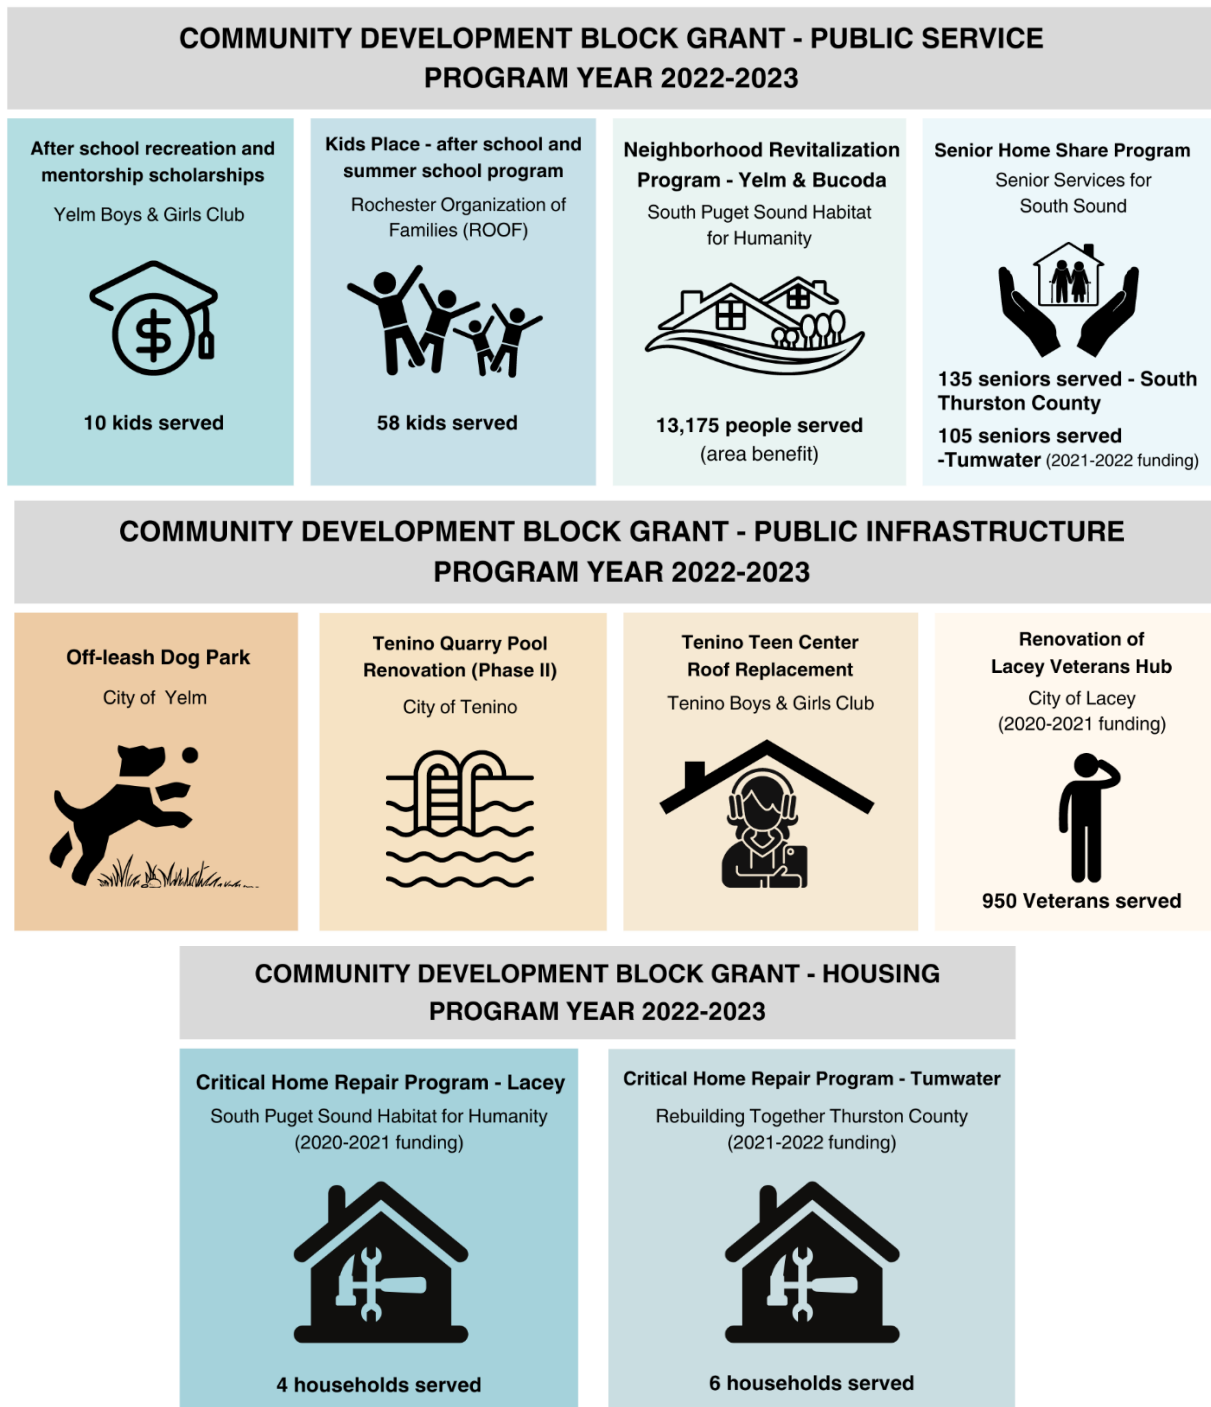 COMMUNITY DEVELOPMENT BLOCK GRANT - PUBLIC SERVICE
PROGRAM YEAR 2022-2023
After school recreation and
mentorship scholarships
Yelm Boys & Girls Club
10 kids served
Kids Place - after school and
summer school program
Rochester Organization of
Families (ROOF)
58 kids served
Neighborhood Revitalization
Program - Yelm & Bucoda
South Puget Sound Habitat
for Humanity
13,175 people served
(area benefit)
Senior Home Share Program
Senior Services for
South Sound
135 seniors served - South
Thurston County
105 seniors served
-Tumwater (2021-2022 funding)
COMMUNITY DEVELOPMENT BLOCK GRANT - PUBLIC INFRASTRUCTURE
PROGRAM YEAR 2022-2023
Off-leash Dog Park
City of Yelm
Tenino Quarry Pool
Renovation (Phase II)
City of Tenino
Tenino Teen Center
Roof Replacement
Tenino Boys & Girls Club
Renovation of
Lacey Veterans Hub
City of Lacey
(2020-2021 funding)
950 Veterans served
COMMUNITY DEVELOPMENT BLOCK GRANT - HOUSING
PROGRAM YEAR 2022-2023
Critical Home Repair Program - Lacey
South Puget Sound Habitat for Humanity
(2020-2021 funding)
4 households served
Critical Home Repair Program - Tumwater
Rebuilding Together Thurston County
(2021-2022 funding)
6 households served